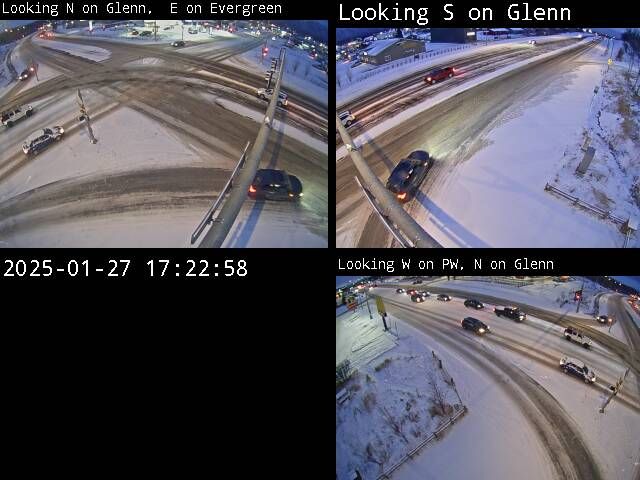 Looking N on Glenn, E on Evergreen
Looking S on Glenn
2025-01-27 17:22:58
Looking W on PW, N on Glenn